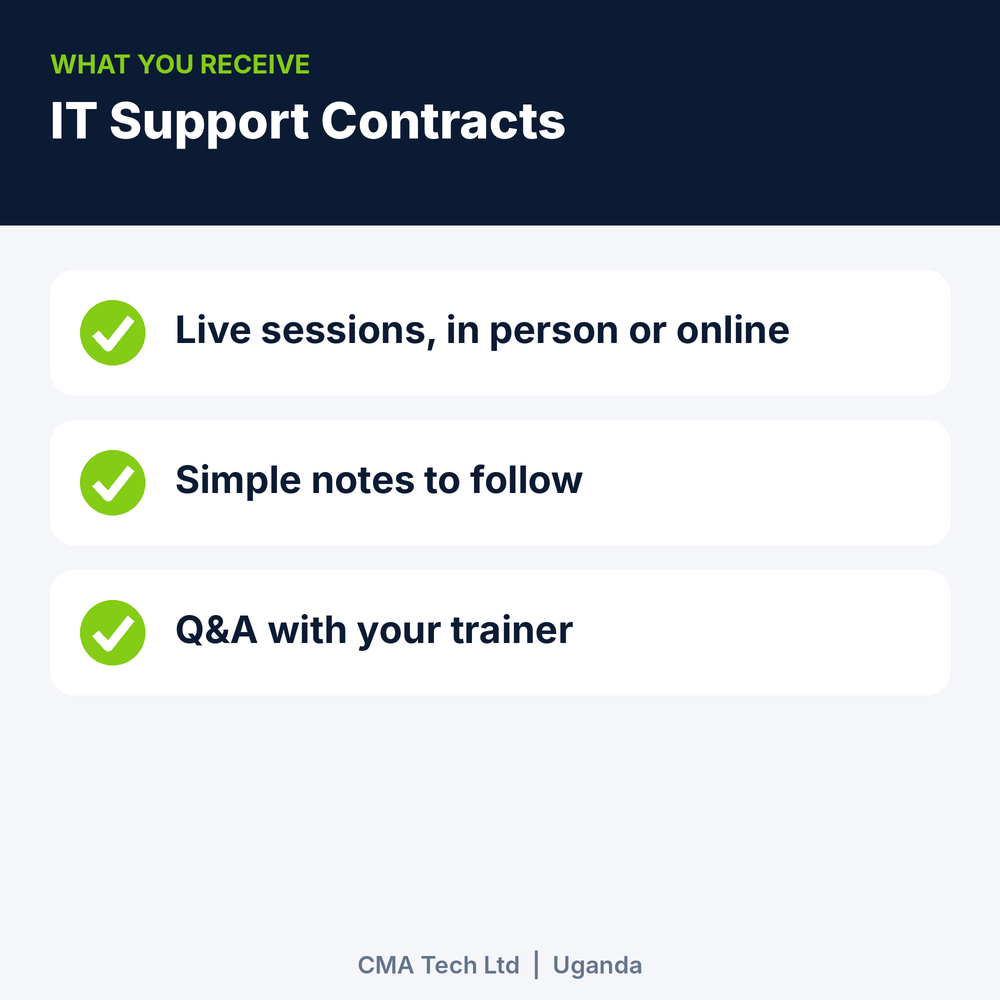 WHAT YOU RECEIVE
IT Support Contracts
Live sessions, in person or online
Simple notes to follow
Q&A with your trainer
CMA Tech Ltd | Uganda